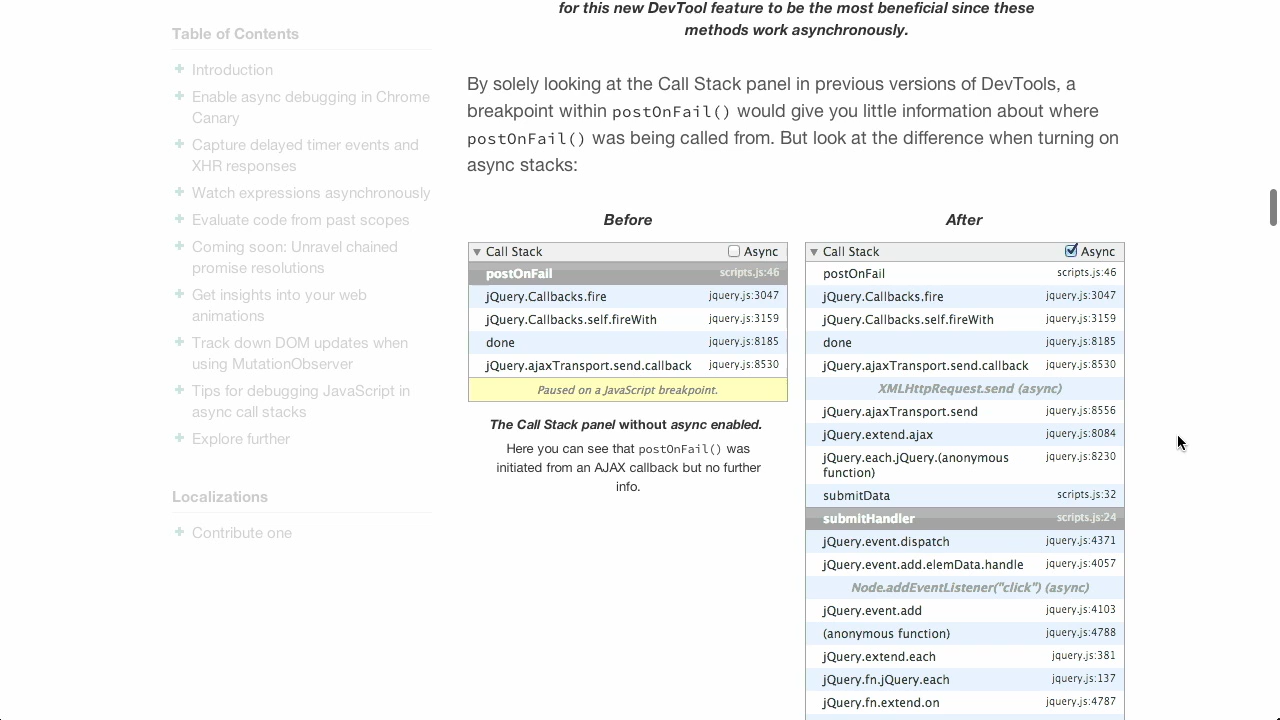 Table of Contents
Introduction
Enable async debugging in Chrome
Canary
Capture delayed timer events and
XHR responses
Watch expressions asynchronously
Evaluate code from past scopes
Coming soon: Unravel chained
promise resolutions
Get insights into your web
animations
Track down DOM updates when
using MutationObserver
Tips for debugging JavaScript in
async call stacks
Explore further
Localizations
Contribute one
for this new DevTool feature to be the most beneficial since these
methods work asynchronously.
By solely looking at the Call Stack panel in previous versions of DevTools, a
breakpoint within postOnFail() would give you little information about where
postOnFail() was being called from. But look at the difference when turning on
async stacks:
Before
Call Stack Async
postOnFail scripts.js:46
jQuery.Callbacks.fire jquery.js:3047
jQuery.Callbacks.self.fireWith jquery.js:3159
done jquery.js:8185
jQuery.ajaxTransport.send.callback jquery.js:8530
Paused on a JavaScript breakpoint.
The Call Stack panel without async enabled.
Here you can see that postOnFail() was
initiated from an AJAX callback but no further
info.
After
Call Stack Async
postOnFail scripts.js:46
jQuery.Callbacks.fire jquery.js:3047
jQuery.Callbacks.self.fireWith jquery.js:3159
done jquery.js:8185
jQuery.ajaxTransport.send.callback jquery.js:8530
XMLHttpRequest.send (async)
jQuery.ajaxTransport.send jquery.js:8556
jQuery.extend.ajax jquery.js:8084
jQuery.each.jQuery.(anonymous jquery.js:8230
function)
submitData scripts.js:32
submitHandler scripts.js:24
jQuery.event.dispatch jquery.js:4371
jQuery.event.add.elemData.handle jquery.js:4057
Node.addEventListener("click") (async)
jQuery.event.add jquery.js:4103
(anonymous function) jquery.js:4788
jQuery.extend.each jquery.js:381
jQuery.fn.jQuery.each jquery.js:137
jQuery.fn.extend.on jquery.js:4787